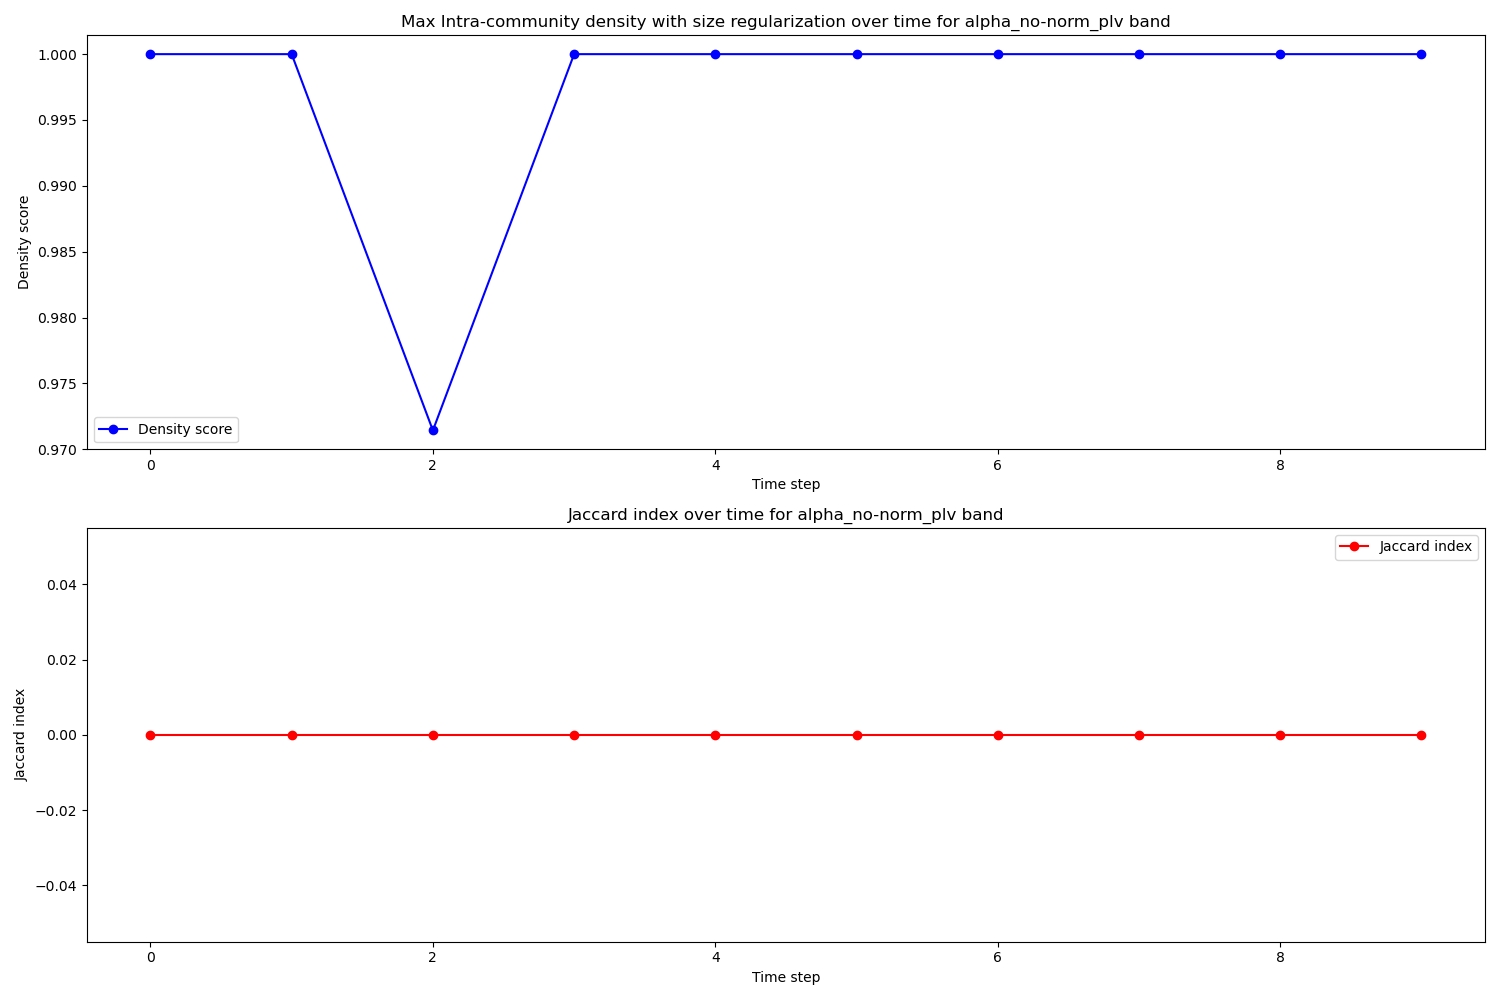 Max Intra-community density with size regularization over time for alpha_no-norm_plv band
1.000
0.995
0.990
0.985
0.980
0.975
0.970
Density score
Density score
0 2 4 6 8
Time step
Jaccard index over time for alpha_no-norm_plv band
Jaccard index
0.04
0.02
0.00
−0.02
−0.04
Jaccard index
0 2 4 6 8
Time step